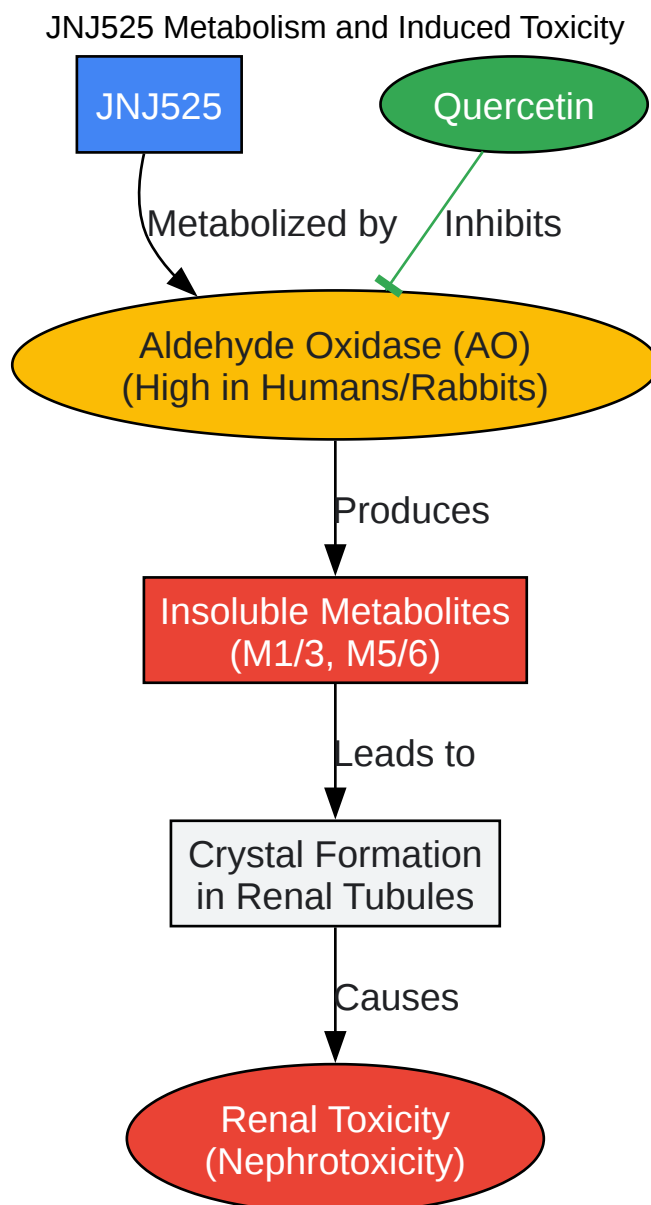 JNJ525 Metabolism and Induced Toxicity
JNJ525
Quercetin
Metabolized by
Inhibits
Aldehyde Oxidase (AO)
(High in Humans/Rabbits)
Produces
Insoluble Metabolites
(M1/3, M5/6)
Leads to
Crystal Formation
in Renal Tubules
Causes
Renal Toxicity
(Nephrotoxicity)